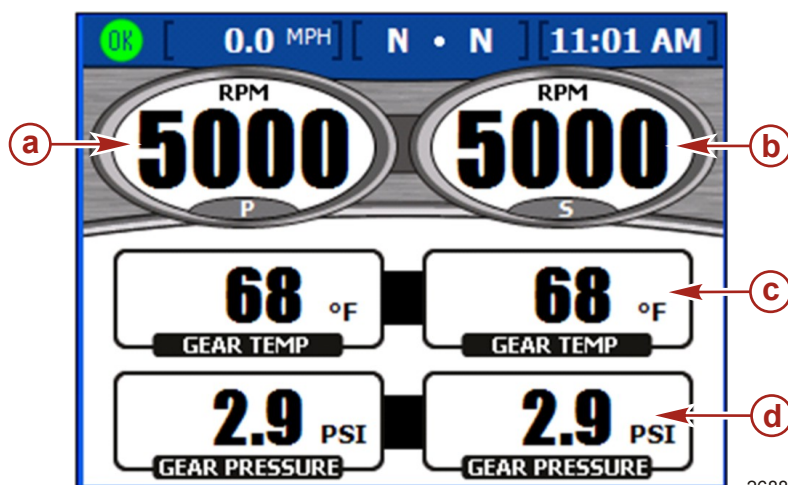 OK [ 0.0 MPH ] [ N • N ] [ 11:01 AM ]
RPM RPM
a 5000 5000 b
P S
68 °F 68 °F c
GEAR TEMP GEAR TEMP
2.9 PSI 2.9 PSI d
GEAR PRESSURE GEAR PRESSURE